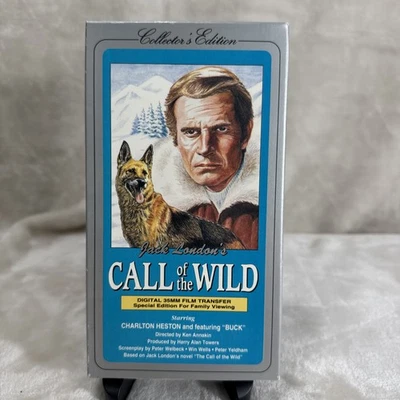 Collector's Edition
Jack London's
CALL of the WILD
DIGITAL 35MM FILM TRANSFER
Special Edition For Family Viewing
Starring
CHARLTON HESTON and featuring "BUCK"
Directed by Ken Annakin
Produced by Harry Alan Towers
Screenplay by Peter Welbeck • Win Wells • Peter Yeldham
Based on Jack London's novel "The Call of the Wild"